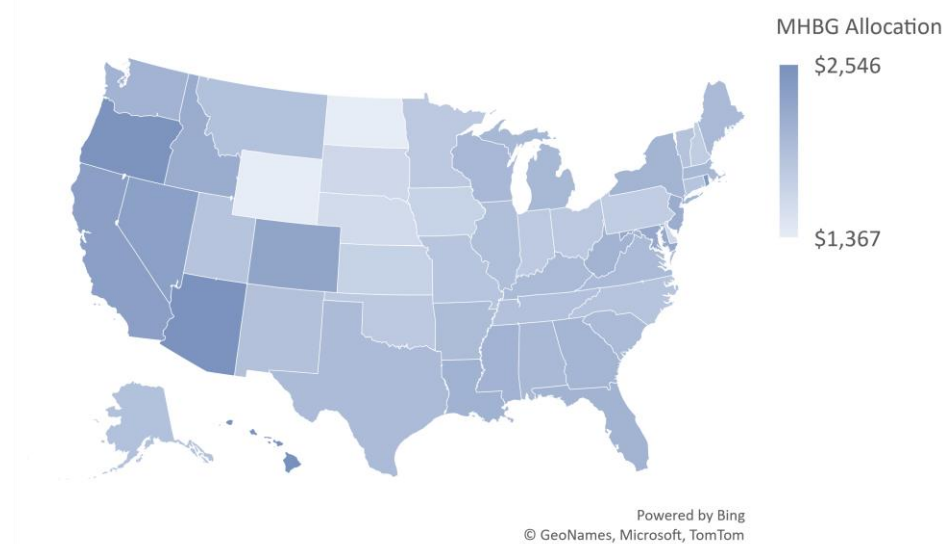 MHBG Allocation
$2,546
$1,367
Powered by Bing
© GeoNames, Microsoft, TomTom